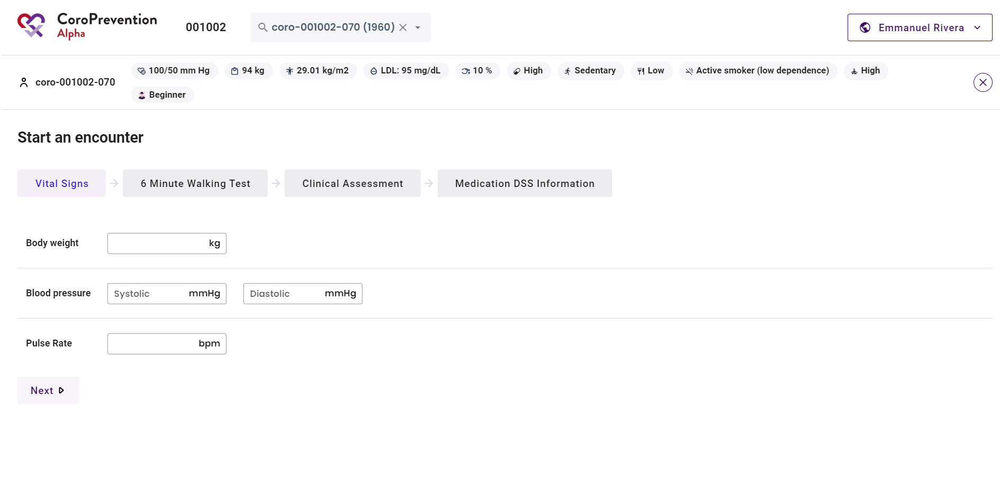 CoroPrevention
Alpha
001002
coro-001002-070 (1960)
Emmanuel Rivera
coro-001002-070
100/50 mm Hg
94 kg
29.01 kg/m2
LDL: 95 mg/dL
10 %
High
Sedentary
Low
Active smoker (low dependence)
High
Beginner
Start an encounter
Vital Signs
6 Minute Walking Test
Clinical Assessment
Medication DSS Information
Body weight
kg
Blood pressure
Systolic mmHg
Diastolic mmHg
Pulse Rate
bpm
Next